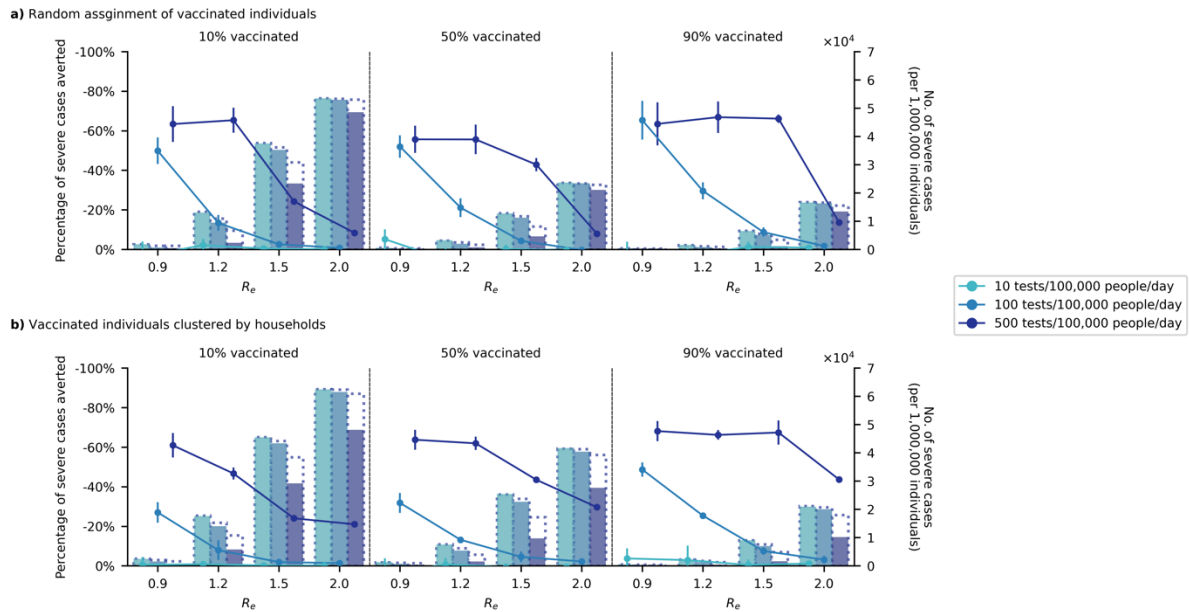 a) Random assginment of vaccinated individuals
10% vaccinated
50% vaccinated
90% vaccinated
×10⁴
Percentage of severe cases averted
-100%
-80%
-60%
-40%
-20%
0%
7
6
5
4
3
2
1
0
No. of severe cases
(per 1,000,000 individuals)
0.9 1.2 1.5 2.0
0.9 1.2 1.5 2.0
0.9 1.2 1.5 2.0
Re
Re
Re
10 tests/100,000 people/day
100 tests/100,000 people/day
500 tests/100,000 people/day
b) Vaccinated individuals clustered by households
10% vaccinated
50% vaccinated
90% vaccinated
×10⁴
Percentage of severe cases averted
-100%
-80%
-60%
-40%
-20%
0%
7
6
5
4
3
2
1
0
No. of severe cases
(per 1,000,000 individuals)
0.9 1.2 1.5 2.0
0.9 1.2 1.5 2.0
0.9 1.2 1.5 2.0
Re
Re
Re